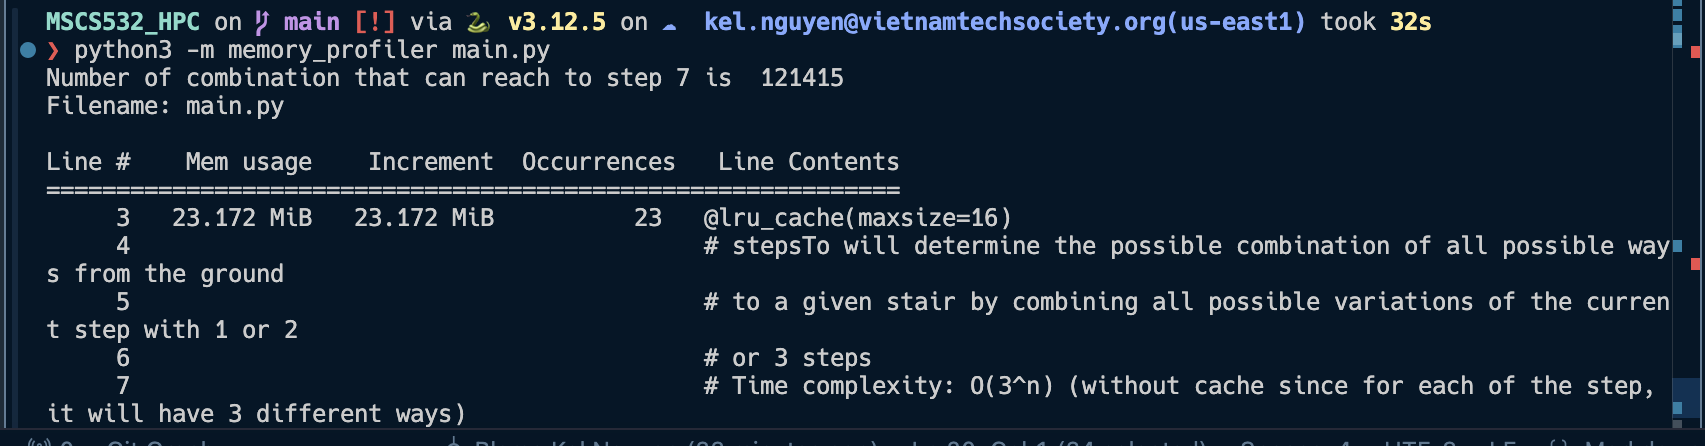 MSCS532_HPC on main [!] via v3.12.5 on kel.nguyen@vietnamtechsociety.org(us-east1) took 32s
❯ python3 -m memory_profiler main.py
Number of combination that can reach to step 7 is  121415
Filename: main.py
Line #    Mem usage    Increment  Occurrences   Line Contents
=============================================================
3   23.172 MiB   23.172 MiB          23   @lru_cache(maxsize=16)
4                                         # stepsTo will determine the possible combination of all possible way
s from the ground
5                                         # to a given stair by combining all possible variations of the curren
t step with 1 or 2
6                                         # or 3 steps
7                                         # Time complexity: O(3^n) (without cache since for each of the step,
it will have 3 different ways)